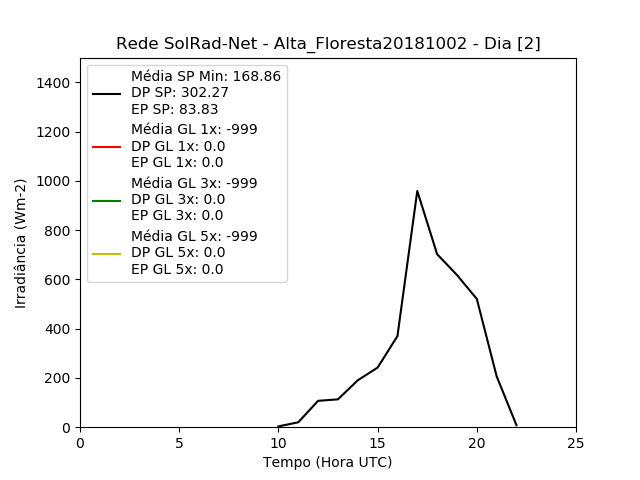 Rede SolRad-Net - Alta_Floresta20181002 - Dia [2]
Média SP Min: 168.86
DP SP: 302.27
EP SP: 83.83
Média GL 1x: -999
DP GL 1x: 0.0
EP GL 1x: 0.0
Média GL 3x: -999
DP GL 3x: 0.0
EP GL 3x: 0.0
Média GL 5x: -999
DP GL 5x: 0.0
EP GL 5x: 0.0
Irradiância (Wm-2)
1400
1200
1000
800
600
400
200
0
0 5 10 15 20 25
Tempo (Hora UTC)